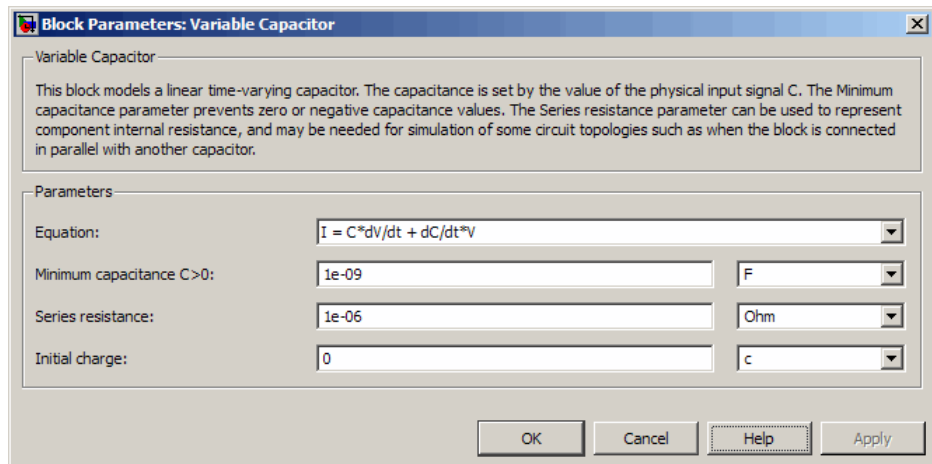 Block Parameters: Variable Capacitor
Variable Capacitor
This block models a linear time-varying capacitor. The capacitance is set by the value of the physical input signal C. The Minimum
capacitance parameter prevents zero or negative capacitance values. The Series resistance parameter can be used to represent
component internal resistance, and may be needed for simulation of some circuit topologies such as when the block is connected
in parallel with another capacitor.
Parameters
Equation: I = C*dV/dt + dC/dt*V
Minimum capacitance C>0: 1e-09 F
Series resistance: 1e-06 Ohm
Initial charge: 0 c
OK Cancel Help Apply